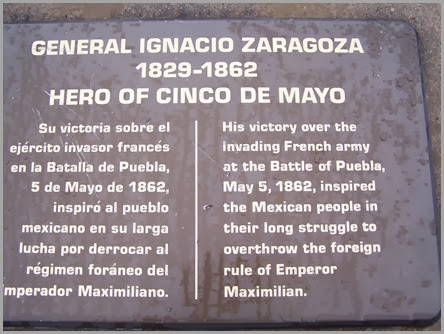 GENERAL IGNACIO ZARAGOZA
1829-1862
HERO OF CINCO DE MAYO
Su victoria sobre el
ejército invasor francés
en la Batalla de Puebla,
5 de Mayo de 1862,
inspiró al pueblo
mexicano en su larga
lucha por derrocar al
régimen foráneo del
mperador Maximiliano.
His victory over the
invading French army
at the Battle of Puebla,
May 5, 1862, inspired
the Mexican people in
their long struggle to
overthrow the foreign
rule of Emperor
Maximilian.